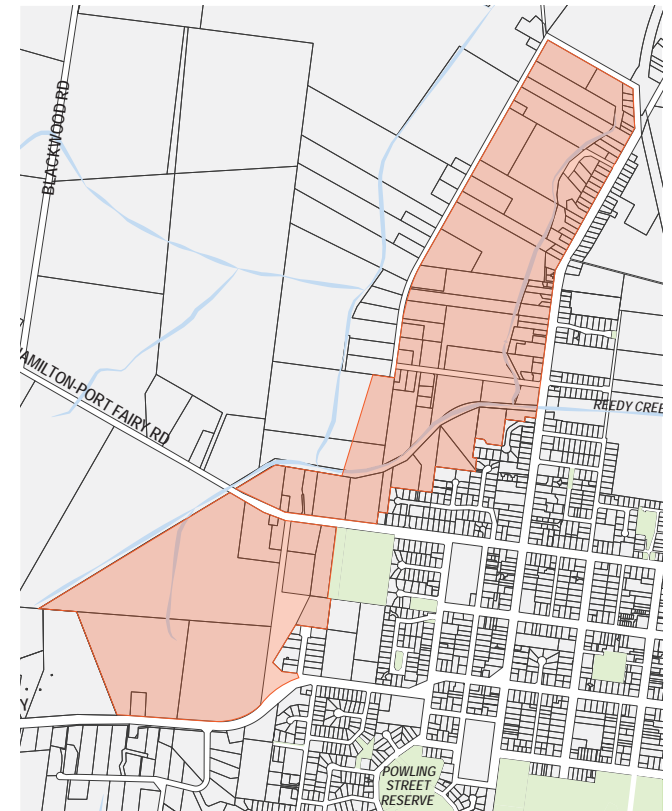 BLACKWOOD RD
HAMILTON-PORT FAIRY RD
REEDY CREE
POWLING
STREET
RESERVE